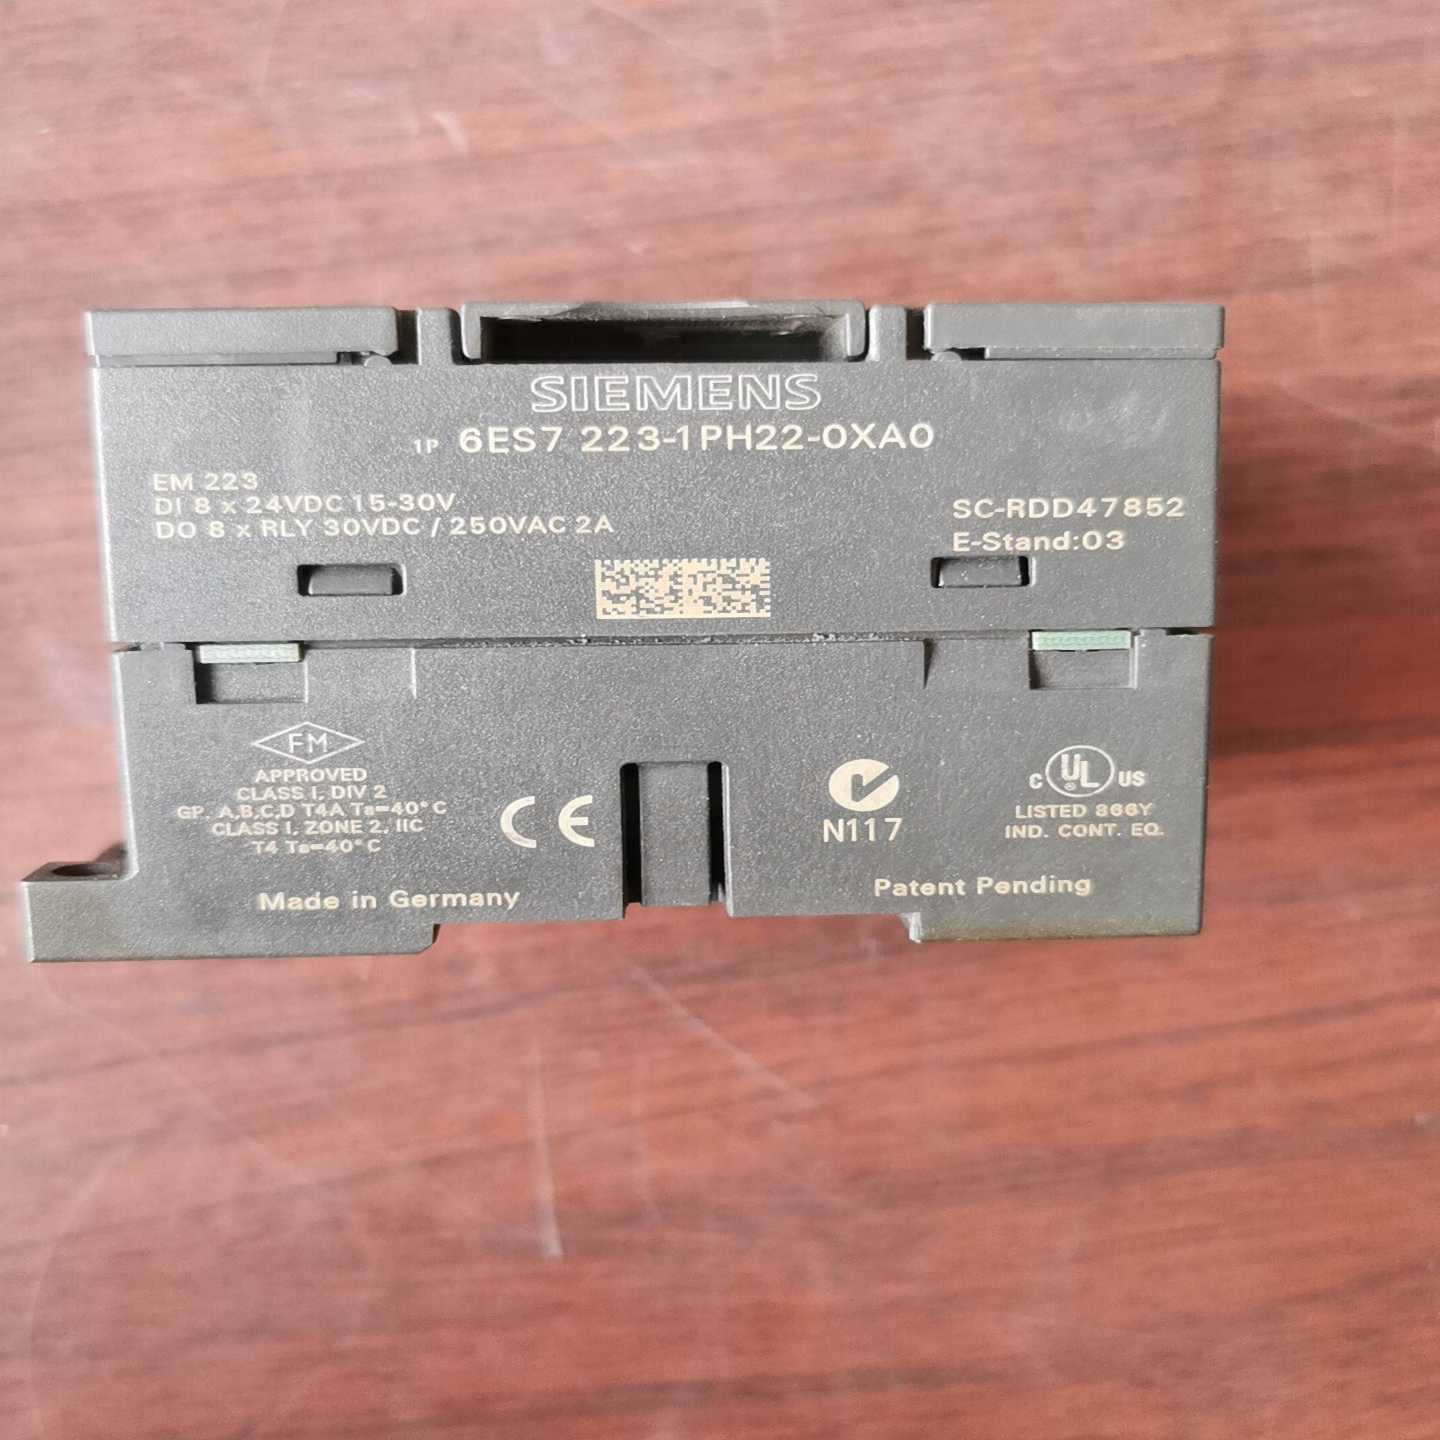 SIEMENS
1P 6ES7 223-1PH22-0XA0
EM 223
DI 8 x 24VDC 15-30V
DO 8 x RLY 30VDC / 250VAC 2A
SC-RDD47852
E-Stand:03
FM
APPROVED
CLASS I, DIV 2
GP. A,B,C,D T4A Ta=40°C
CLASS I, ZONE 2, IIC
T4 Ta=40°C
CE
N117
C UL US
®
LISTED 866Y
IND. CONT. EQ.
Made in Germany
Patent Pending